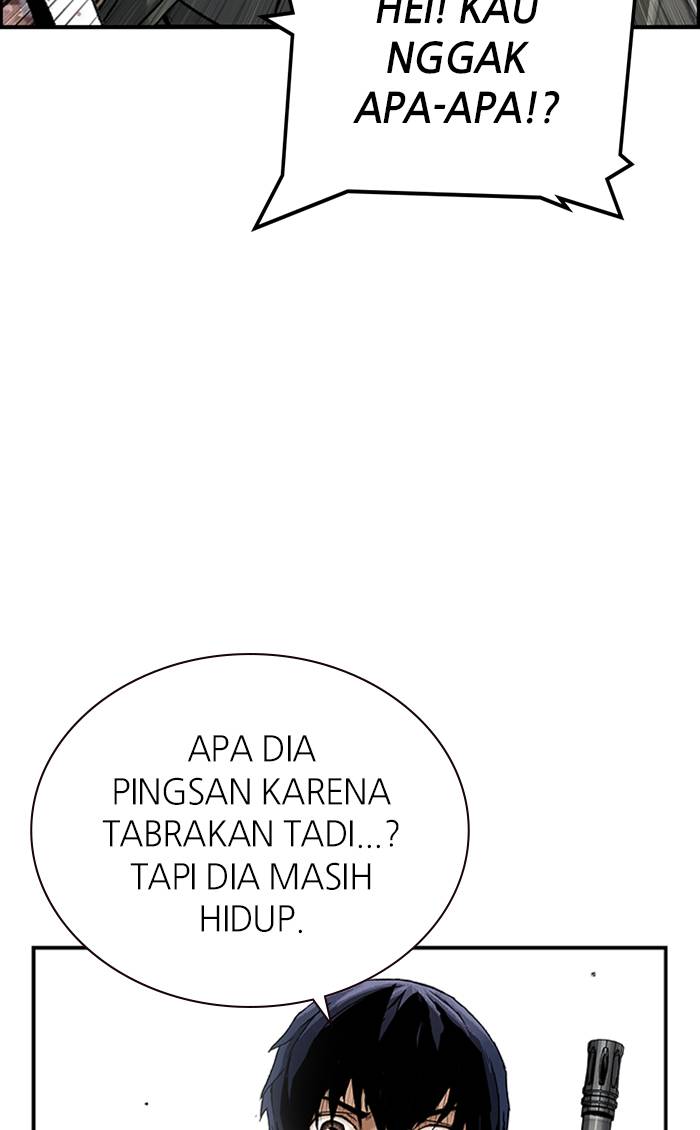 HEI! KAU
NGGAK
APA-APA!?
APA DIA
PINGSAN KARENA
TABRAKAN TADI...?
TAPI DIA MASIH
HIDUP.